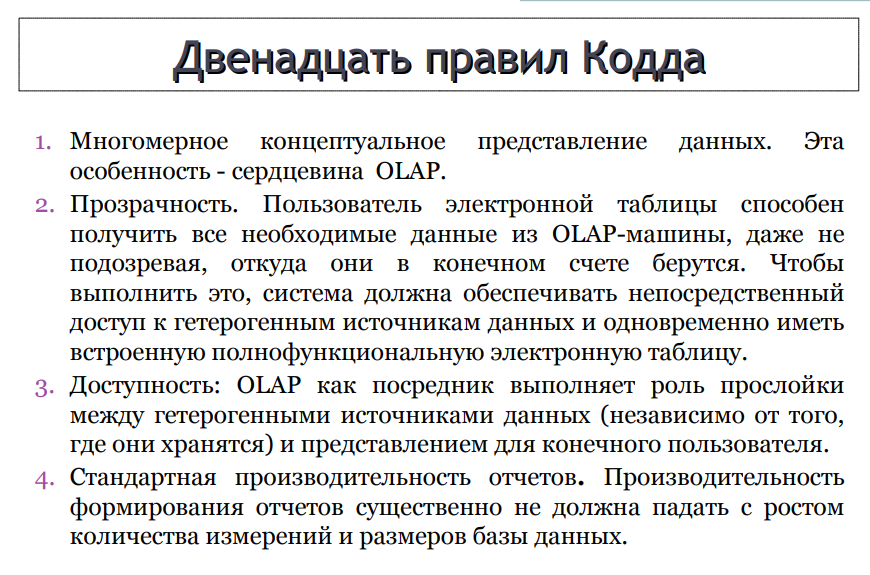 Двенадцать правил Кодда
1. Многомерное концептуальное представление данных. Эта
особенность - сердцевина OLAP.
2. Прозрачность. Пользователь электронной таблицы способен
получить все необходимые данные из OLAP-машины, даже не
подозревая, откуда они в конечном счете берутся. Чтобы
выполнить это, система должна обеспечивать непосредственный
доступ к гетерогенным источникам данных и одновременно иметь
встроенную полнофункциональную электронную таблицу.
3. Доступность: OLAP как посредник выполняет роль прослойки
между гетерогенными источниками данных (независимо от того,
где они хранятся) и представлением для конечного пользователя.
4. Стандартная производительность отчетов. Производительность
формирования отчетов существенно не должна падать с ростом
количества измерений и размеров базы данных.